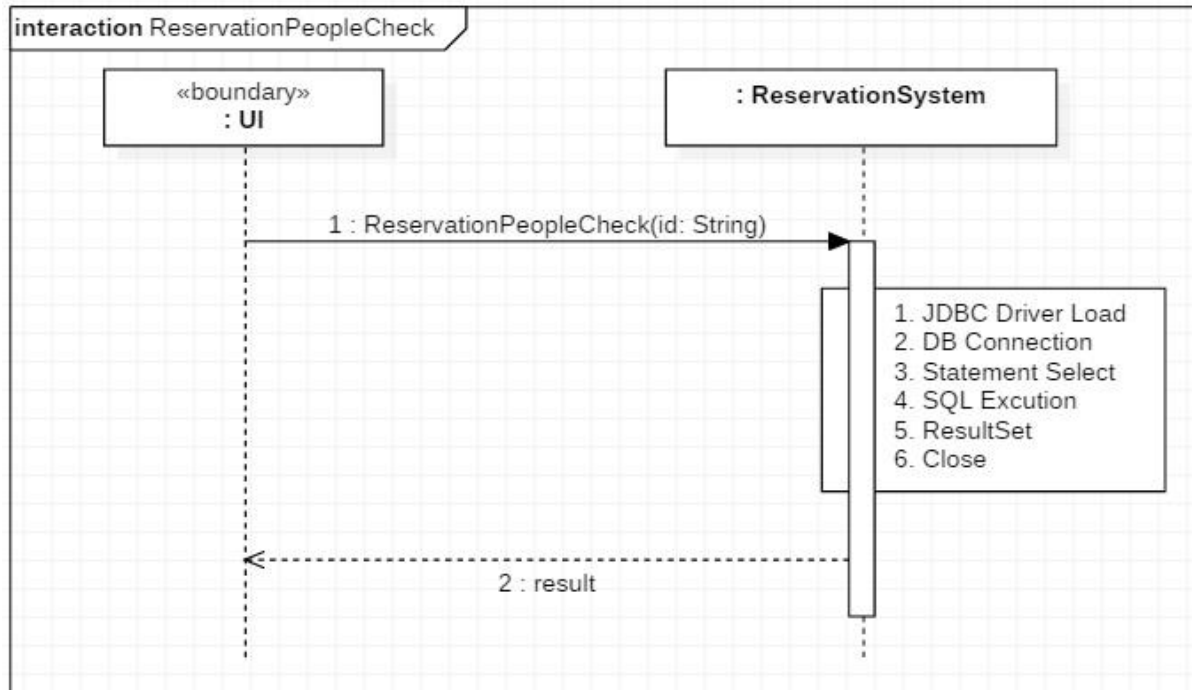 interaction ReservationPeopleCheck
«boundary»
: UI
: ReservationSystem
1 : ReservationPeopleCheck(id: String)
1. JDBC Driver Load
2. DB Connection
3. Statement Select
4. SQL Excution
5. ResultSet
6. Close
2 : result